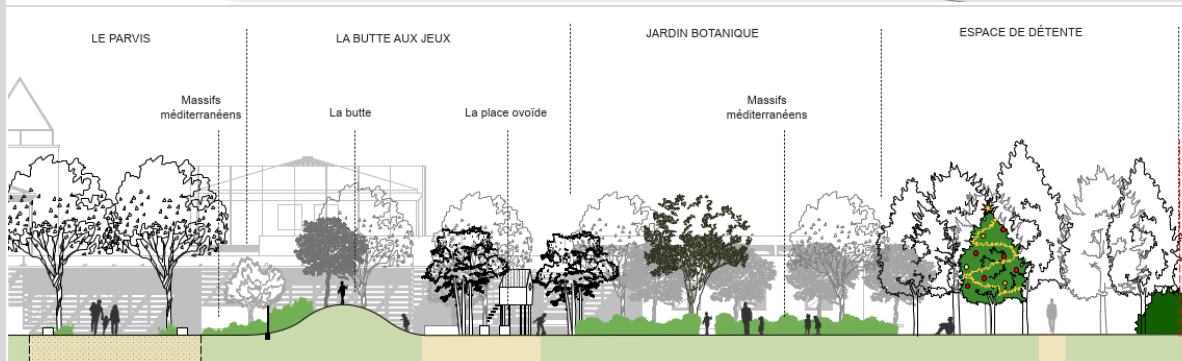 LE PARVIS
LA BUTTE AUX JEUX
JARDIN BOTANIQUE
ESPACE DE DÉTENTE
Massifs
méditerranéens
La butte
La place ovoïde
Massifs
méditerranéens